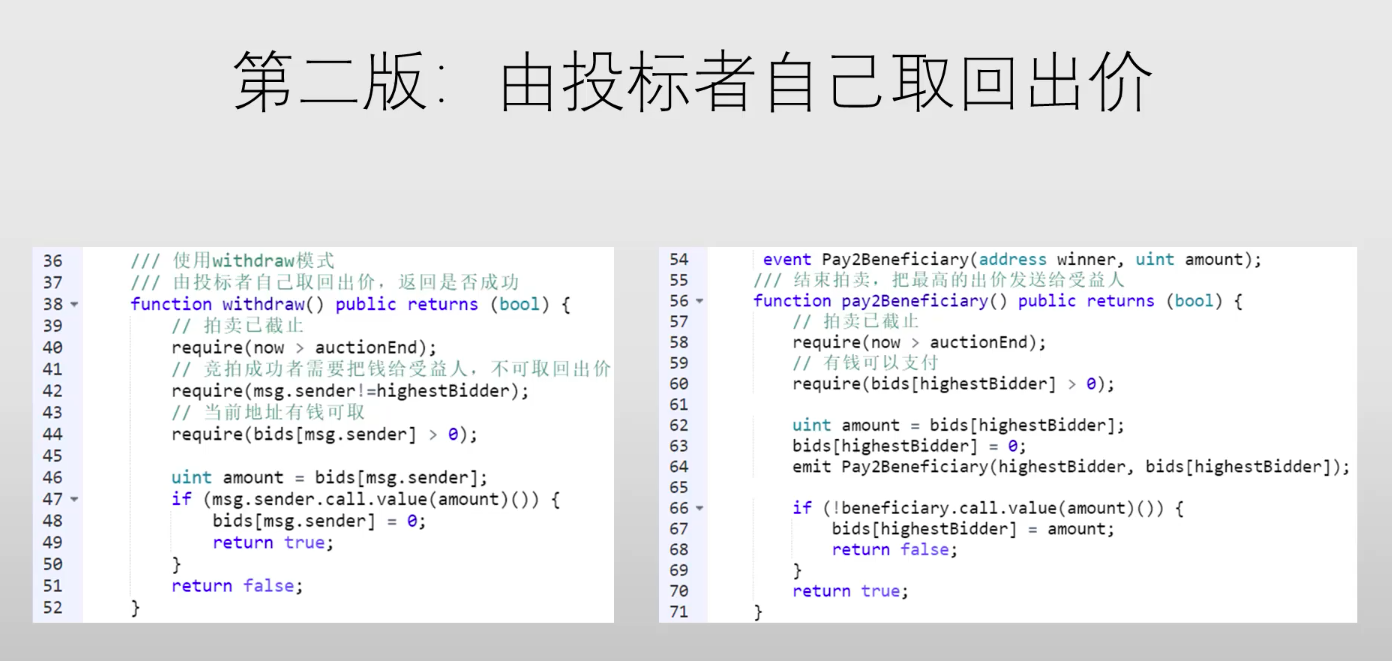 第二版：由投标者自己取回出价
36 /// 使用withdraw模式
37 /// 由投标者自己取回出价，返回是否成功
38 function withdraw() public returns (bool) {
39 // 拍卖已截止
40 require(now > auctionEnd);
41 // 竞拍成功者需要把钱给受益人，不可取回出价
42 require(msg.sender!=highestBidder);
43 // 当前地址有钱可取
44 require(bids[msg.sender] > 0);
45
46 uint amount = bids[msg.sender];
47 if (msg.sender.call.value(amount)()) {
48 bids[msg.sender] = 0;
49 return true;
50 }
51 return false;
52 }
54 event Pay2Beneficiary(address winner, uint amount);
55 /// 结束拍卖，把最高的出价发送给受益人
56 function pay2Beneficiary() public returns (bool) {
57 // 拍卖已截止
58 require(now > auctionEnd);
59 // 有钱可以支付
60 require(bids[highestBidder] > 0);
61
62 uint amount = bids[highestBidder];
63 bids[highestBidder] = 0;
64 emit Pay2Beneficiary(highestBidder, bids[highestBidder]);
65
66 if (!beneficiary.call.value(amount)()) {
67 bids[highestBidder] = amount;
68 return false;
69 }
70 return true;
71 }